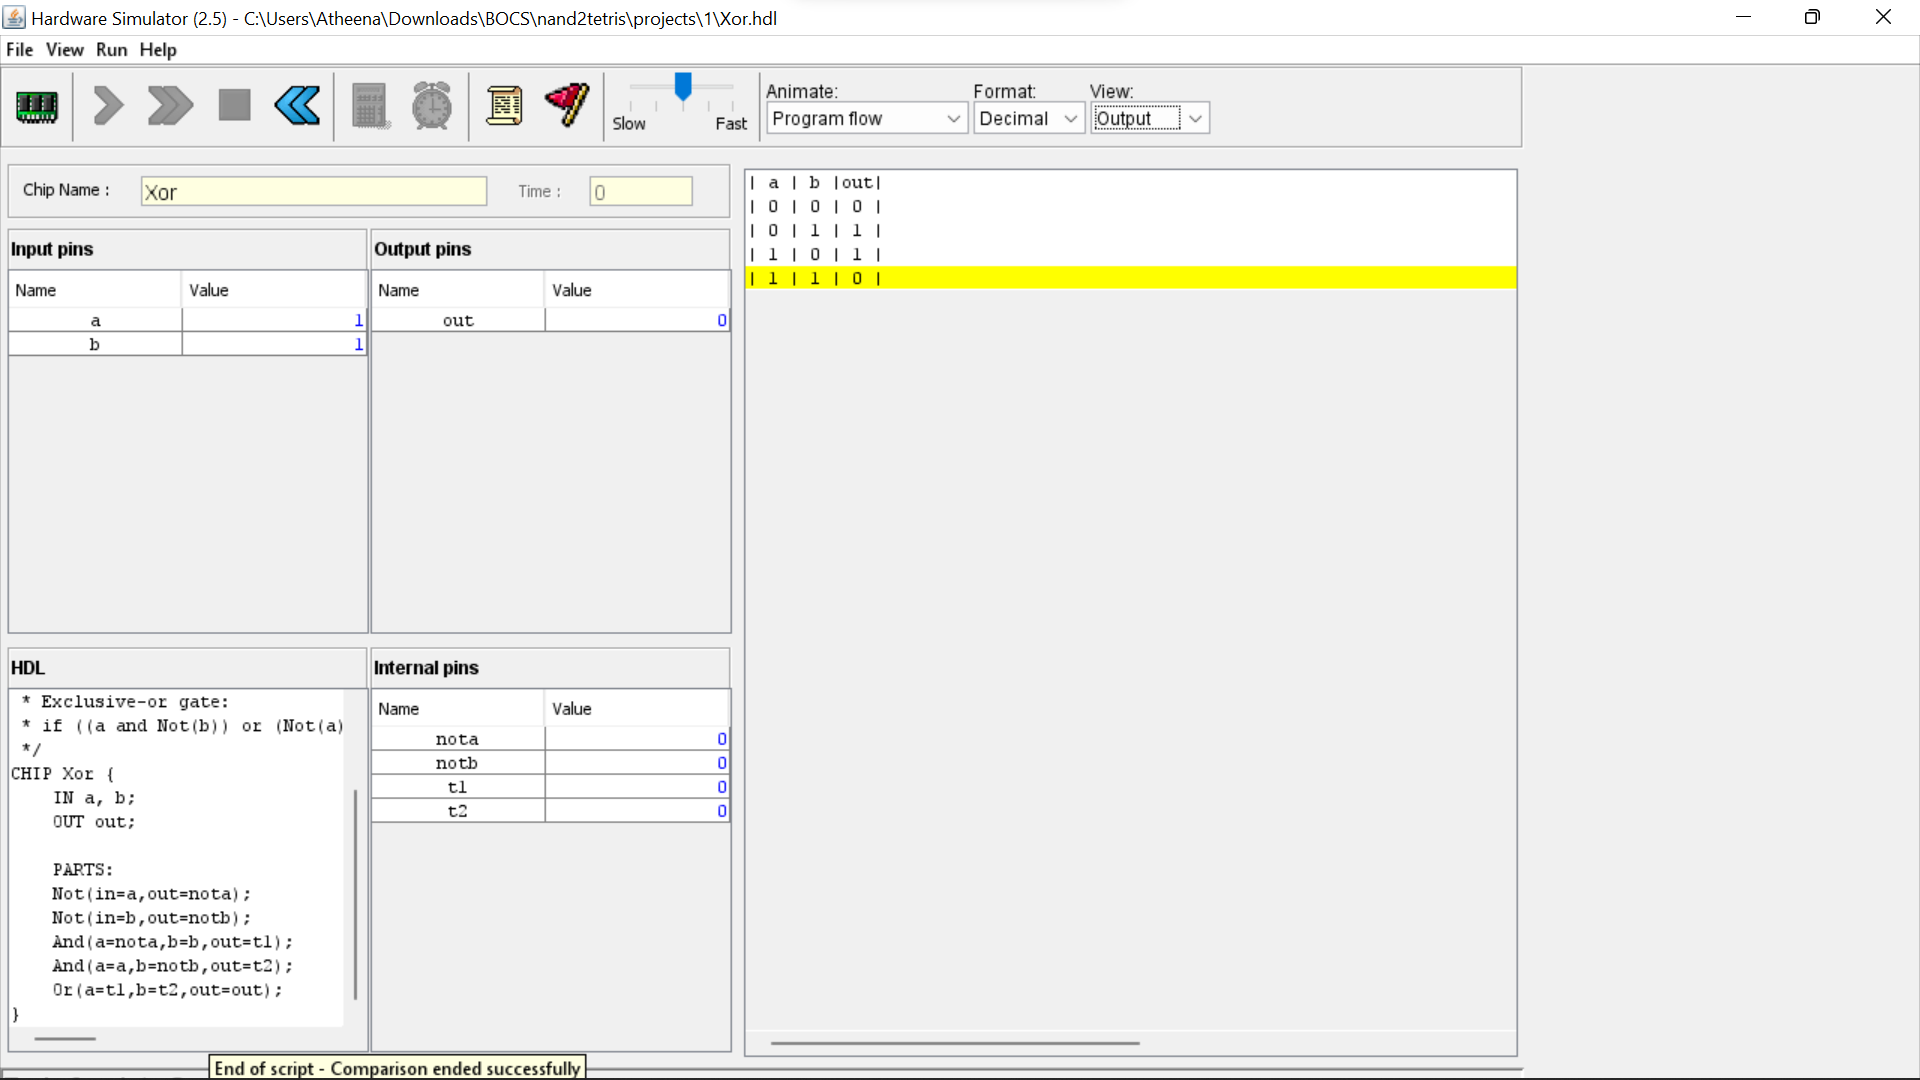 Hardware Simulator (2.5) - C:\Users\Atheena\Downloads\BOCS\nand2tetris\projects\1\Xor.hdl
File View Run Help
Slow Fast
Animate: Format: View:
Program flow Decimal Output
Chip Name : Xor Time : 0
Input pins
Name Value
a 1
b 1
Output pins
Name Value
out 0
| a | b |out|
| 0 | 0 | 0 |
| 0 | 1 | 1 |
| 1 | 0 | 1 |
| 1 | 1 | 0 |
HDL
* Exclusive-or gate:
* if ((a and Not(b)) or (Not(a)
*/
CHIP Xor {
IN a, b;
OUT out;
PARTS:
Not(in=a,out=nota);
Not(in=b,out=notb);
And(a=nota,b=b,out=t1);
And(a=a,b=notb,out=t2);
Or(a=t1,b=t2,out=out);
}
Internal pins
Name Value
nota 0
notb 0
t1 0
t2 0
End of script - Comparison ended successfully